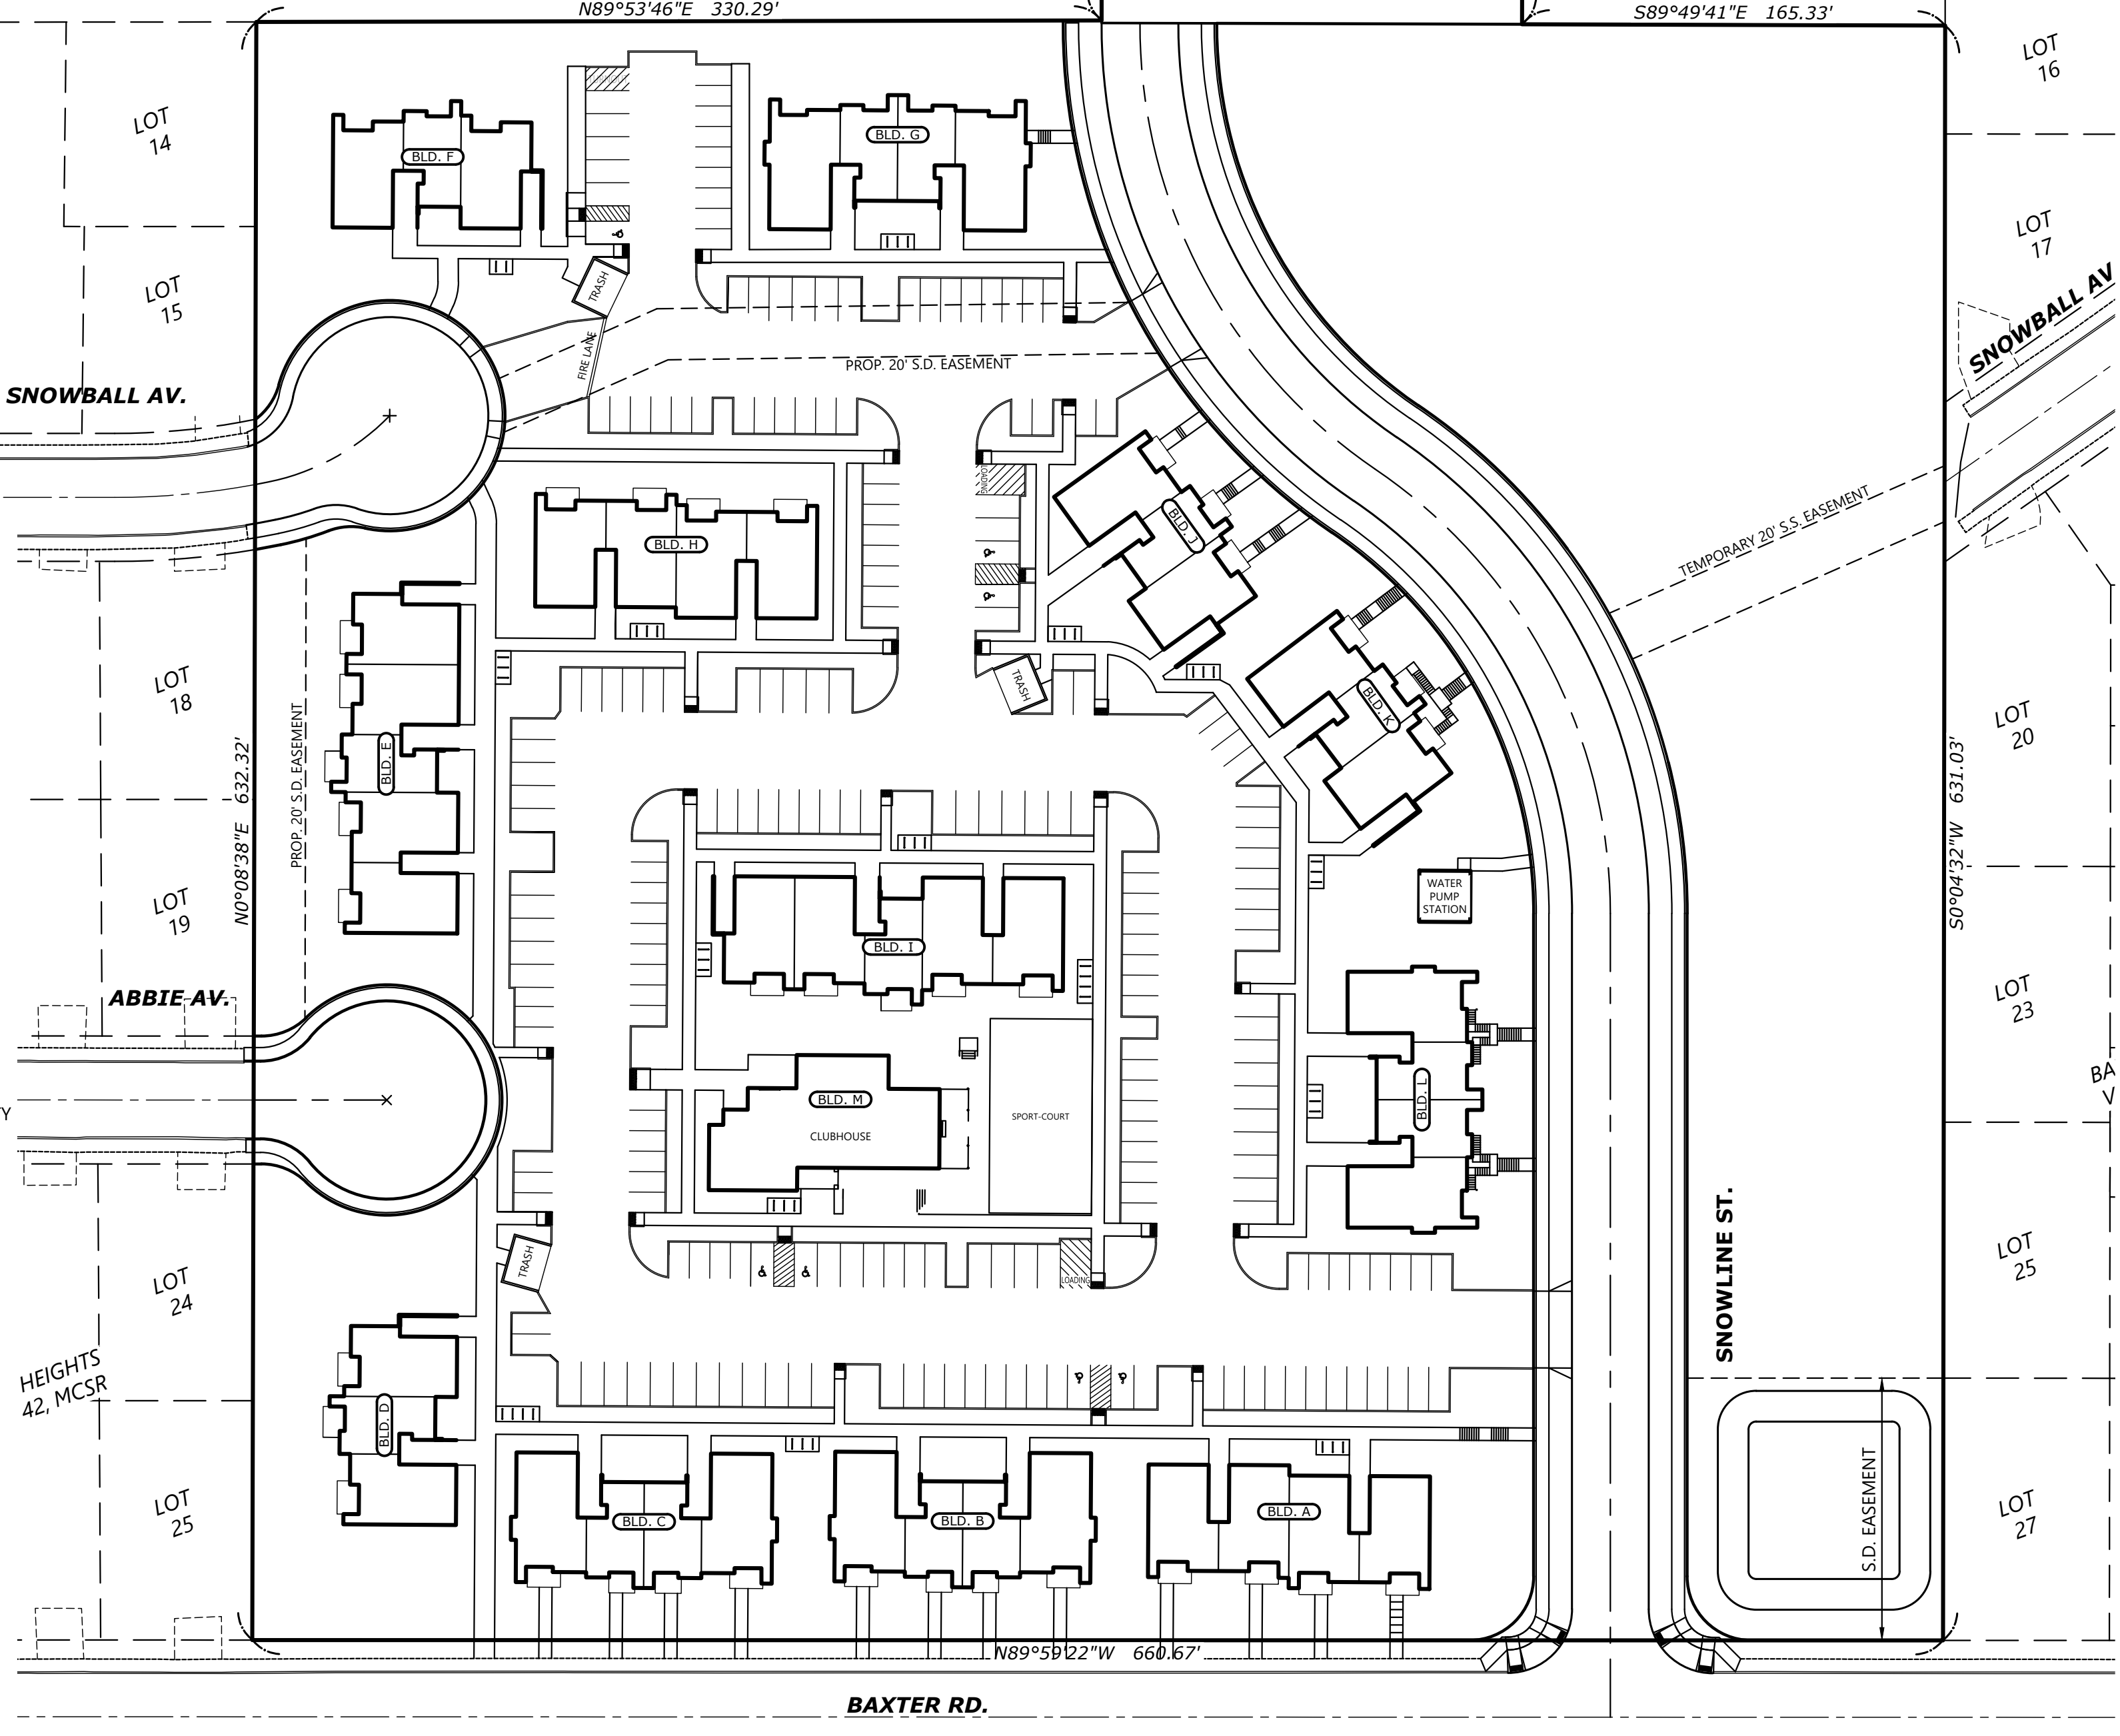 N89°53'46"E 330.29'
S89°49'41"E 165.33'
LOT
16
LOT
14
BLD. F
BLD. G
LOT
17
LOT
15
TRASH
FIRE LANE
PROP. 20' S.D. EASEMENT
SNOWBALL AV.
SNOWBALL AV
LOADING
BLD. H
BLD. J
TEMPORARY 20' S.S. EASEMENT
LOT
18
TRASH
BLD. K
LOT
20
N0°08'38"E 632.32'
PROP. 20' S.D. EASEMENT
BLD. E
S0°04'32"W 631.03'
WATER
PUMP
STATION
LOT
19
BLD. I
ABBIE AV.
LOT
23
BA
V
TY
BLD. M
CLUBHOUSE
SPORT-COURT
BLD. L
LOT
24
TRASH
LOADING
SNOWLINE ST.
LOT
25
HEIGHTS
42, MCSR
BLD. D
LOT
25
BLD. C
BLD. B
BLD. A
S.D. EASEMENT
LOT
27
N89°59'22"W 660.67'
BAXTER RD.